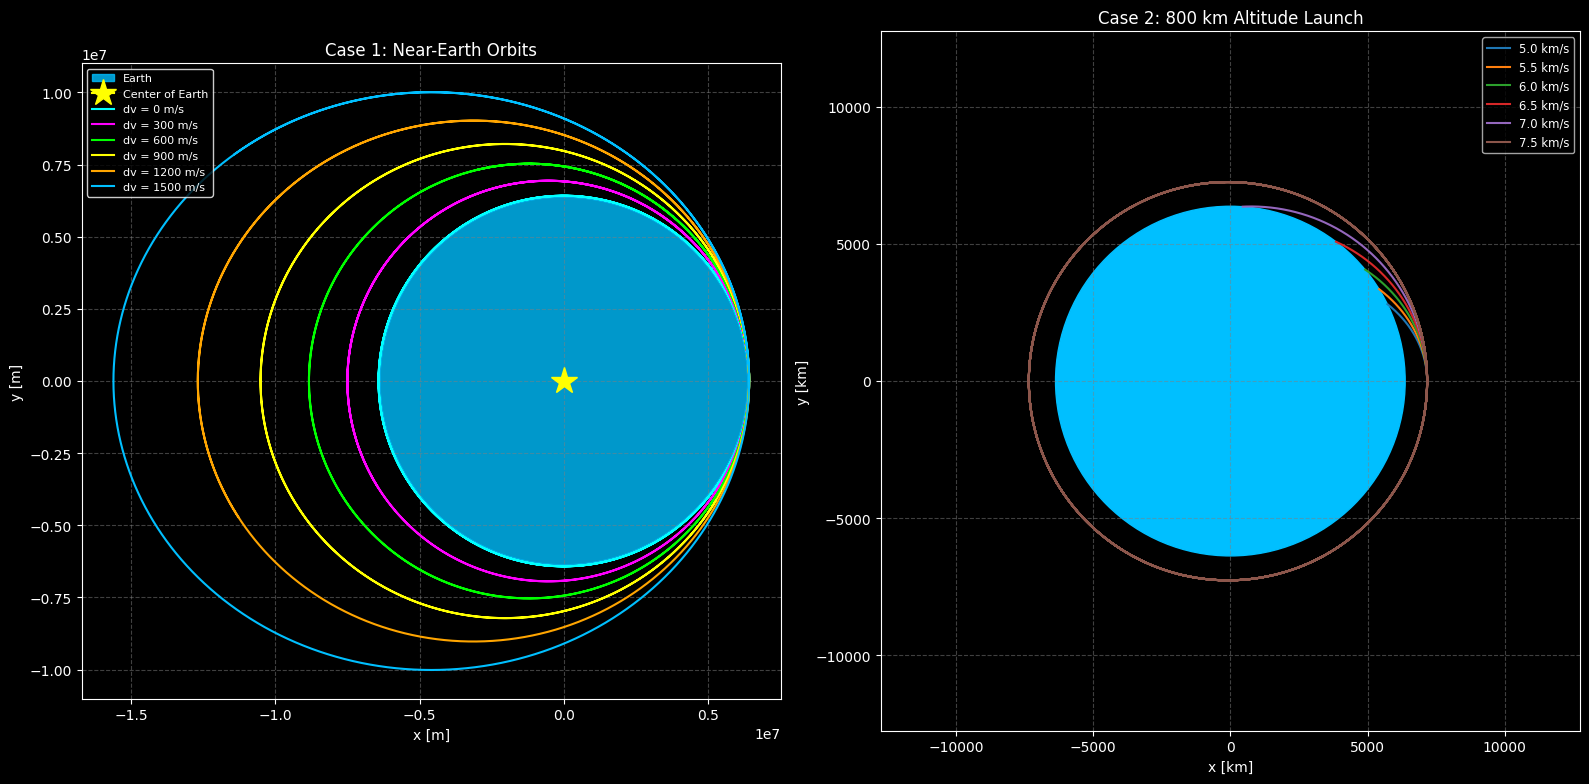 Case 1: Near-Earth Orbits
1e7
Earth
Center of Earth
dv = 0 m/s
dv = 300 m/s
dv = 600 m/s
dv = 900 m/s
dv = 1200 m/s
dv = 1500 m/s
1.00
0.75
0.50
0.25
0.00
−0.25
−0.50
−0.75
−1.00
y [m]
−1.5
−1.0
−0.5
0.0
0.5
1e7
x [m]
Case 2: 800 km Altitude Launch
5.0 km/s
5.5 km/s
6.0 km/s
6.5 km/s
7.0 km/s
7.5 km/s
10000
5000
0
−5000
−10000
y [km]
−10000
−5000
0
5000
10000
x [km]